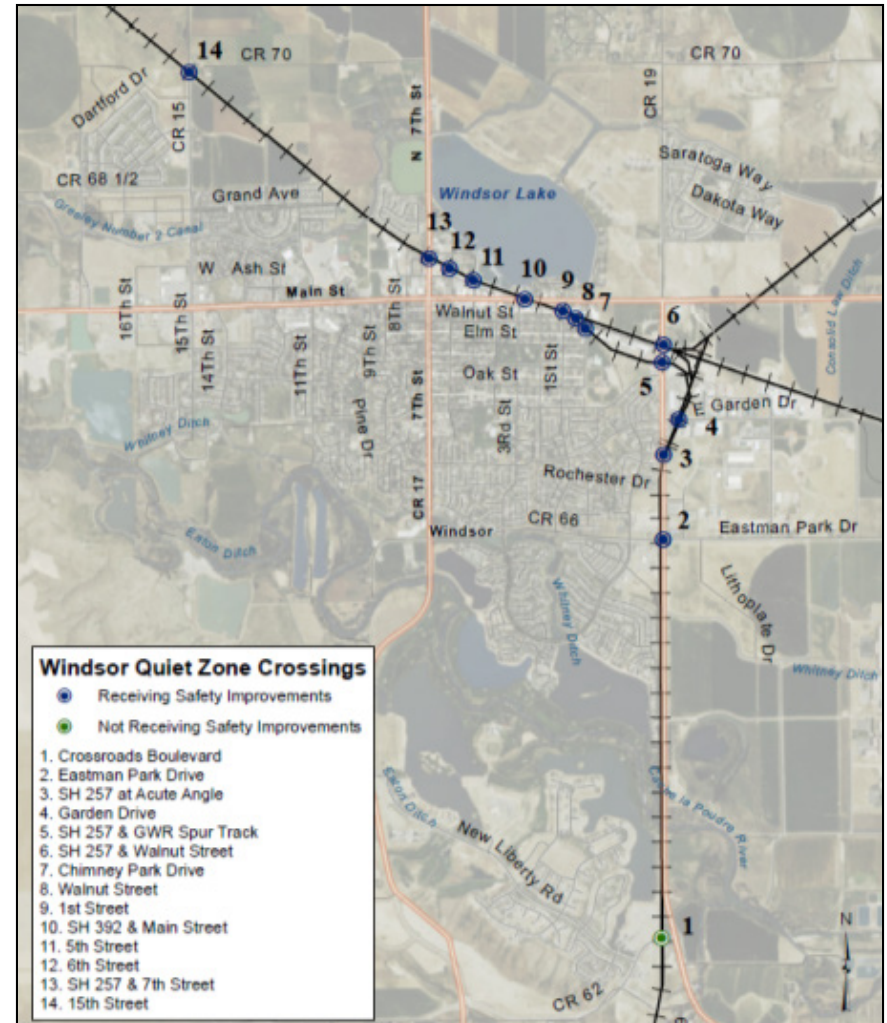 14
CR 70
CR 70
Dartford Dr
CR 15
N 7Th St
CR 19
Saratoga Way
CR 68 1/2
Grand Ave
Windsor Lake
Dakota Way
Greeley Number 2 Canal
13
12
W Ash St
11
10
9
8
7
6
Main St
8Th St
Walnut St
Elm St
16Th St
15Th St
14Th St
11Th St
9Th St
1St St
Consolid Law Ditch
Oak St
5
7Th St
E Garden Dr
4
Pine Dr
3Rd St
Whitney Ditch
3
Rochester Dr
CR 17
CR 66
2
Windsor
Eastman Park Dr
Eaton Ditch
Whitney Ditch
Lithoplate Dr
Whitney Ditch
Windsor Quiet Zone Crossings
Receiving Safety Improvements
Not Receiving Safety Improvements
1. Crossroads Boulevard
2. Eastman Park Drive
3. SH 257 at Acute Angle
4. Garden Drive
5. SH 257 & GWR Spur Track
6. SH 257 & Walnut Street
7. Chimney Park Drive
8. Walnut Street
9. 1st Street
10. SH 392 & Main Street
11. 5th Street
12. 6th Street
13. SH 257 & 7th Street
14. 15th Street
Eaton Ditch
Cache la Poudre River
New Liberty Rd
1
N
CR 62